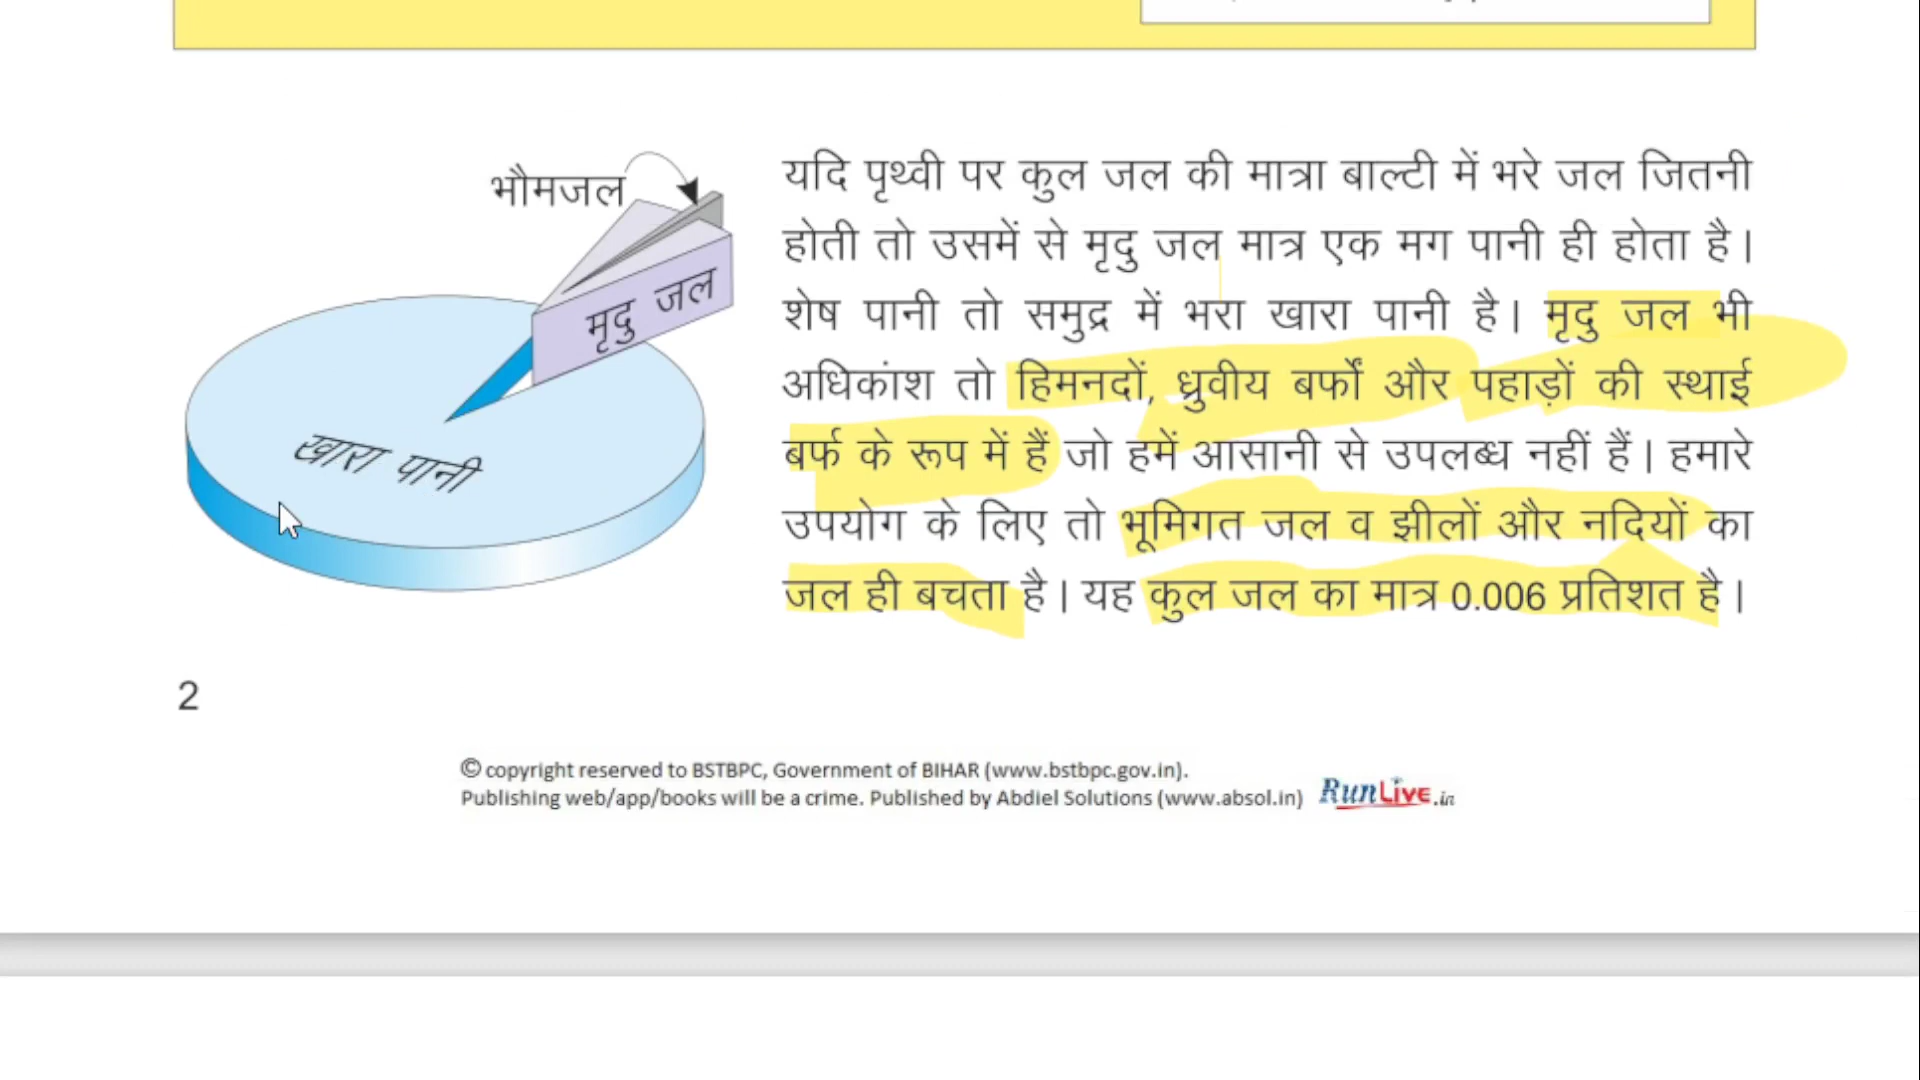 भौमजल
मृदु जल
खारा पानी
यदि पृथ्वी पर कुल जल की मात्रा बाल्टी में भरे जल जितनी
होती तो उसमें से मृदु जल मात्र एक मग पानी ही होता है।
शेष पानी तो समुद्र में भरा खारा पानी है। मृदु जल भी
अधिकांश तो हिमनदों, ध्रुवीय बर्फों और पहाड़ों की स्थाई
बर्फ के रूप में हैं जो हमें आसानी से उपलब्ध नहीं हैं। हमारे
उपयोग के लिए तो भूमिगत जल व झीलों और नदियों का
जल ही बचता है। यह कुल जल का मात्र 0.006 प्रतिशत है।
2
© copyright reserved to BSTBPC, Government of BIHAR (www.bstbpc.gov.in).
Publishing web/app/books will be a crime. Published by Abdiel Solutions (www.absol.in) RunLive.in